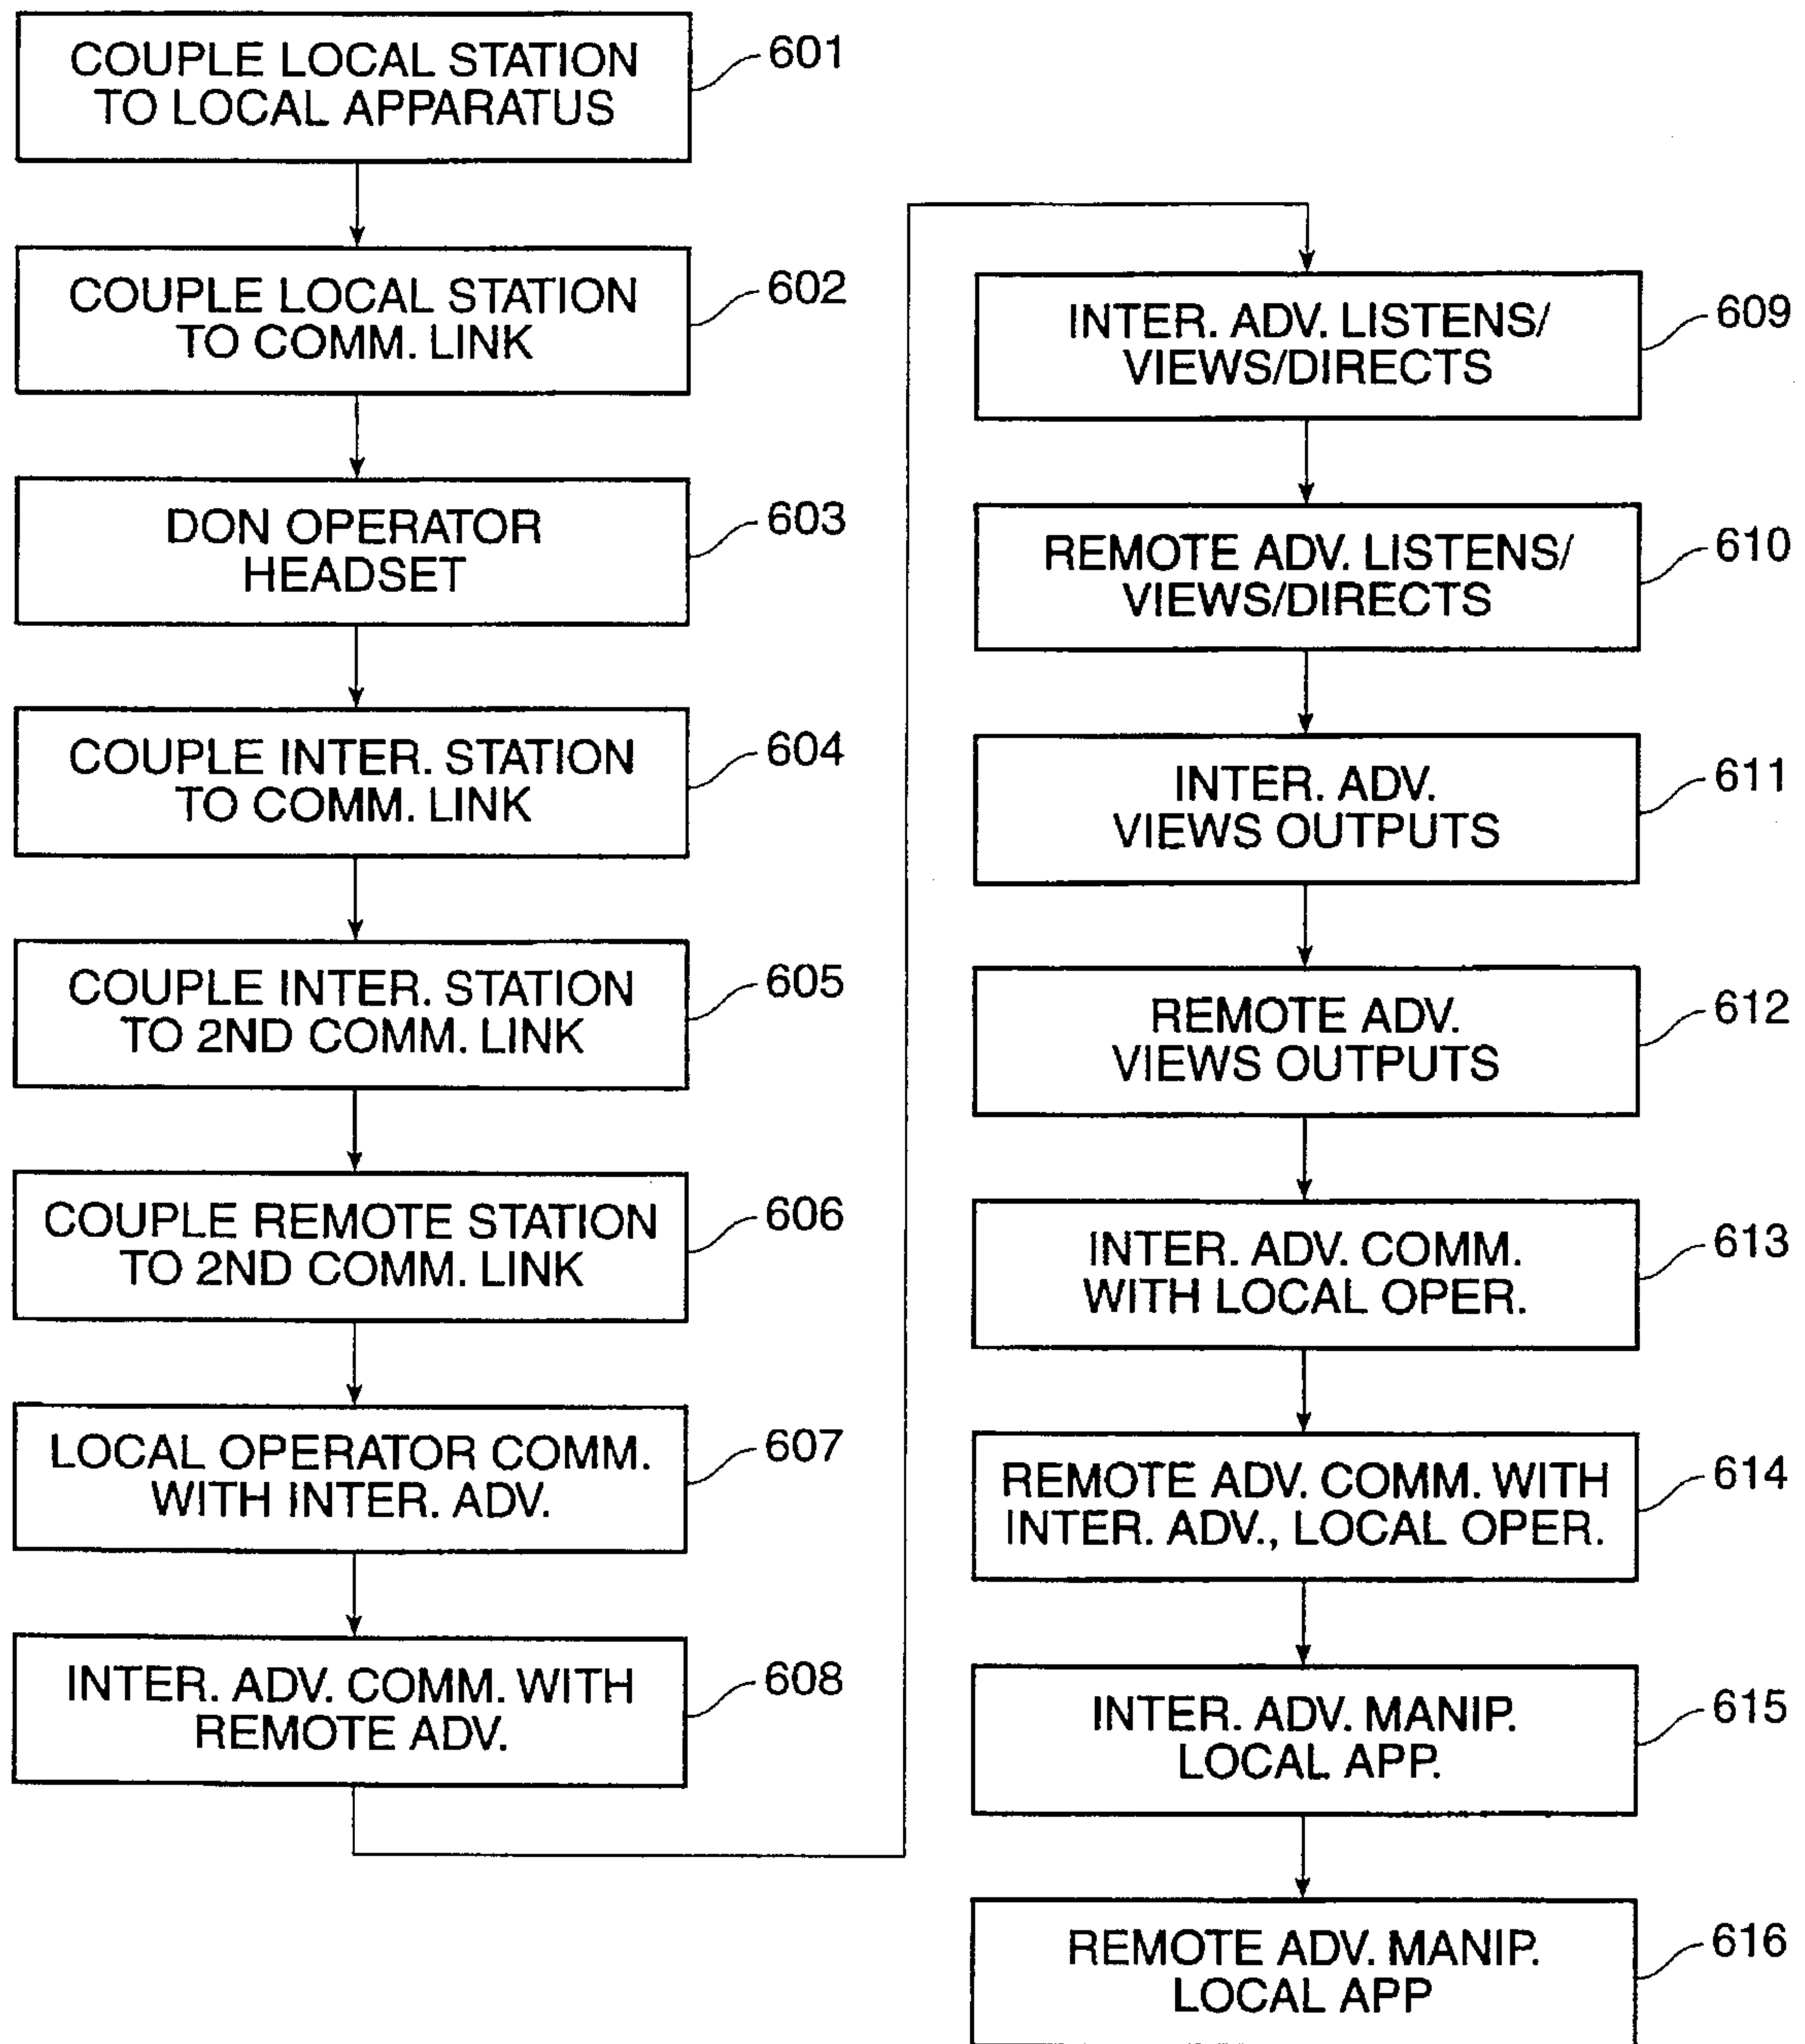 COUPLE LOCAL STATION
TO LOCAL APPARATUS
601
COUPLE LOCAL STATION
TO COMM. LINK
602
DON OPERATOR
HEADSET
603
COUPLE INTER. STATION
TO COMM. LINK
604
COUPLE INTER. STATION
TO 2ND COMM. LINK
605
COUPLE REMOTE STATION
TO 2ND COMM. LINK
606
LOCAL OPERATOR COMM.
WITH INTER. ADV.
607
INTER. ADV. COMM. WITH
REMOTE ADV.
608
INTER. ADV. LISTENS/
VIEWS/DIRECTS
609
REMOTE ADV. LISTENS/
VIEWS/DIRECTS
610
INTER. ADV.
VIEWS OUTPUTS
611
REMOTE ADV.
VIEWS OUTPUTS
612
INTER. ADV. COMM.
WITH LOCAL OPER.
613
REMOTE ADV. COMM. WITH
INTER. ADV., LOCAL OPER.
614
INTER. ADV. MANIP.
LOCAL APP.
615
REMOTE ADV. MANIP.
LOCAL APP
616